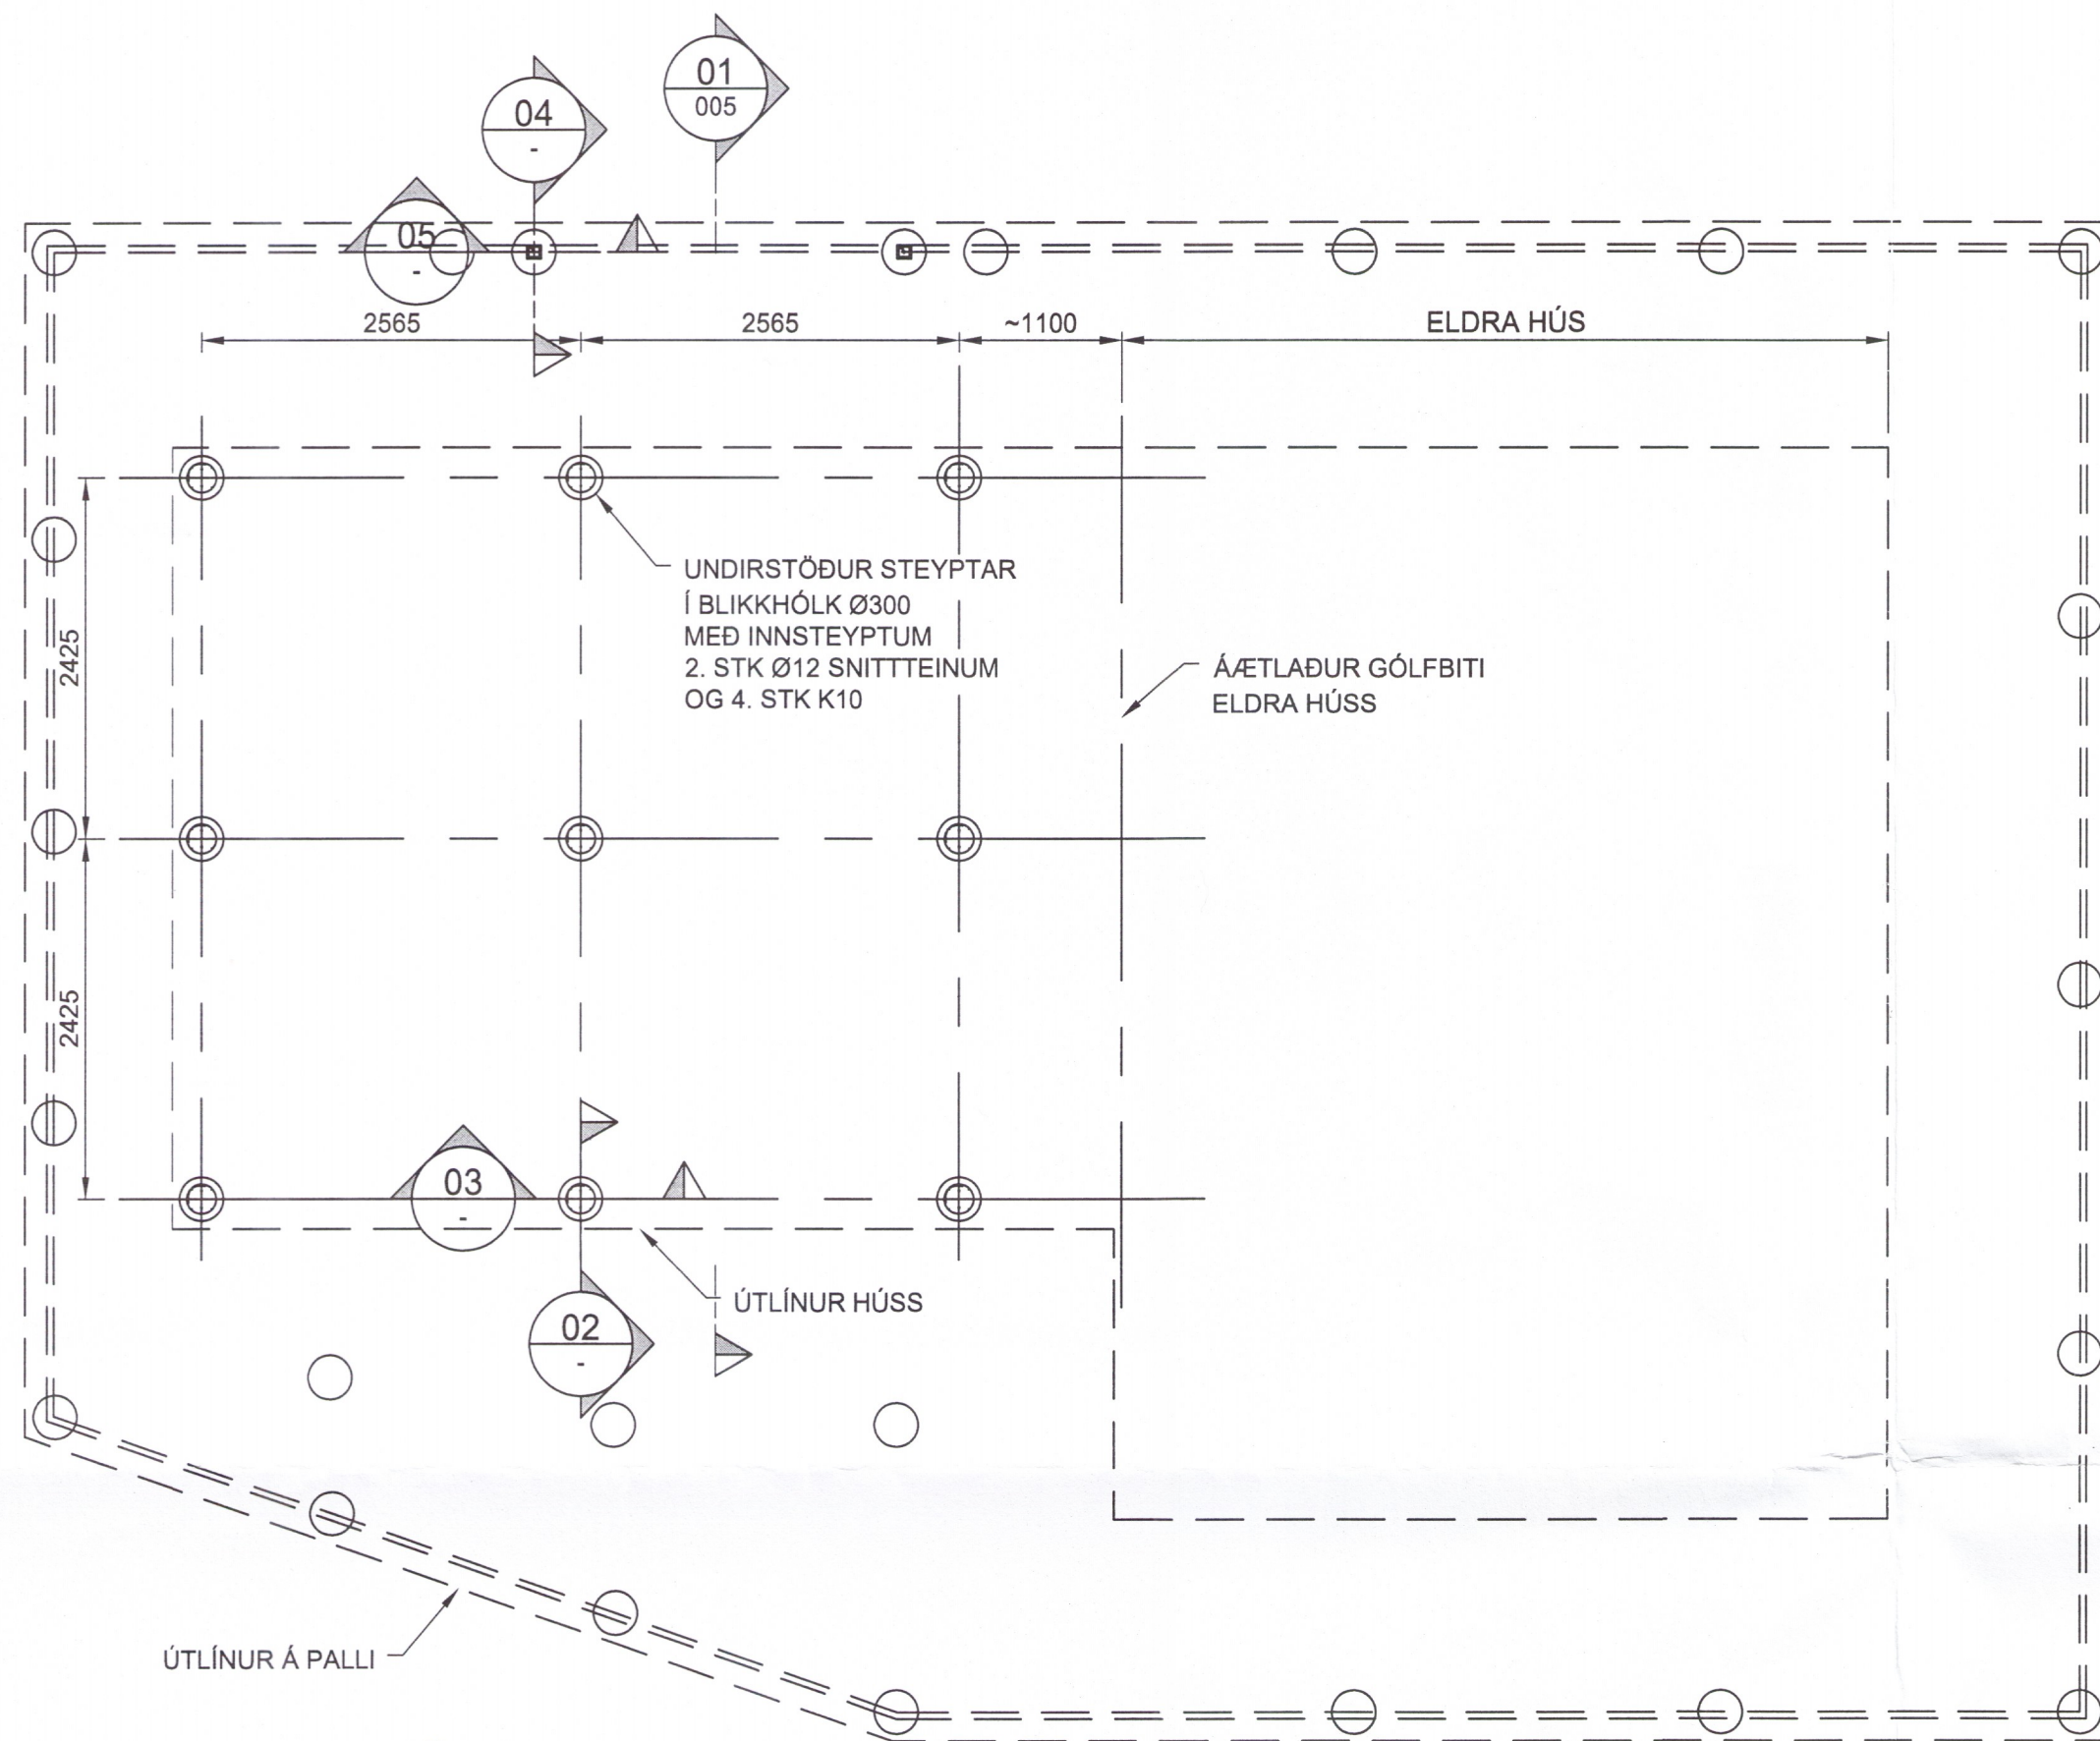 01
005
04
-
05
-
2565
2565
~1100
ELDRA HÚS
UNDIRSTÖÐUR STEYPTAR
Í BLIKKHÓLK Ø300
MEÐ INNSTEYPTUM
2. STK Ø12 SNITTTEINUM
OG 4. STK K10
2425
ÁÆTLAÐUR GÓLFBITI
ELDRA HÚSS
2425
03
-
ÚTLÍNUR HÚSS
02
-
ÚTLÍNUR Á PALLI